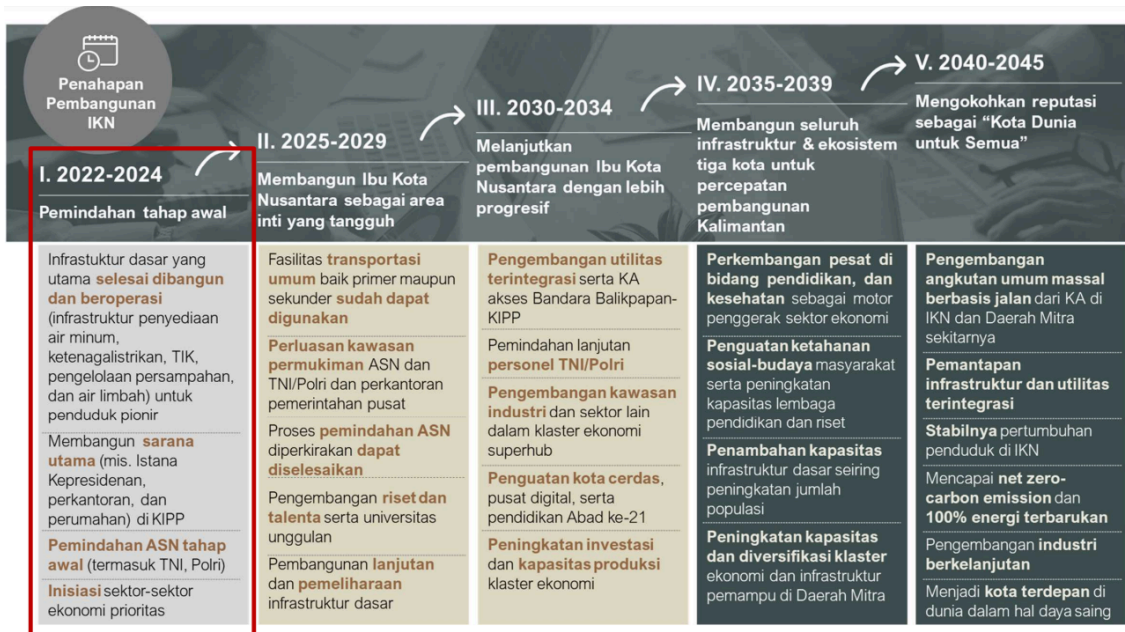 Penahapan
Pembangunan
IKN
I. 2022-2024
Pemindahan tahap awal
Infrastuktur dasar yang
utama selesai dibangun
dan beroperasi
(infrastruktur penyediaan
air minum,
ketenagalistrikan, TIK,
pengelolaan persampahan,
dan air limbah) untuk
penduduk pionir
Membangun sarana
utama (mis. Istana
Kepresidenan,
perkantoran, dan
perumahan) di KIPP
Pemindahan ASN tahap
awal (termasuk TNI, Polri)
Inisiasi sektor-sektor
ekonomi prioritas
II. 2025-2029
Membangun Ibu Kota
Nusantara sebagai area
inti yang tangguh
Fasilitas transportasi
umum baik primer maupun
sekunder sudah dapat
digunakan
Perluasan kawasan
permukiman ASN dan
TNI/Polri dan perkantoran
pemerintahan pusat
Proses pemindahan ASN
diperkirakan dapat
diselesaikan
Pengembangan riset dan
talenta serta universitas
unggulan
Pembangunan lanjutan
dan pemeliharaan
infrastruktur dasar
III. 2030-2034
Melanjutkan
pembangunan Ibu Kota
Nusantara dengan lebih
progresif
Pengembangan utilitas
terintegrasi serta KA
akses Bandara Balikpapan-
KIPP
Pemindahan lanjutan
personel TNI/Polri
Pengembangan kawasan
industri dan sektor lain
dalam klaster ekonomi
superhub
Penguatan kota cerdas,
pusat digital, serta
pendidikan Abad ke-21
Peningkatan investasi
dan kapasitas produksi
klaster ekonomi
IV. 2035-2039
Membangun seluruh
infrastruktur & ekosistem
tiga kota untuk
percepatan
pembangunan
Kalimantan
Perkembangan pesat di
bidang pendidikan, dan
kesehatan sebagai motor
penggerak sektor ekonomi
Penguatan ketahanan
sosial-budaya masyarakat
serta peningkatan
kapasitas lembaga
pendidikan dan riset
Penambahan kapasitas
infrastruktur dasar seiring
peningkatan jumlah
populasi
Peningkatan kapasitas
dan diversifikasi klaster
ekonomi dan infrastruktur
pemampu di Daerah Mitra
V. 2040-2045
Mengokohkan reputasi
sebagai “Kota Dunia
untuk Semua”
Pengembangan
angkutan umum massal
berbasis jalan dari KA di
IKN dan Daerah Mitra
sekitarnya
Pemantapan
infrastruktur dan utilitas
terintegrasi
Stabilnya pertumbuhan
penduduk di IKN
Mencapai net zero-
carbon emission dan
100% energi terbarukan
Pengembangan industri
berkelanjutan
Menjadi kota terdepan di
dunia dalam hal daya saing